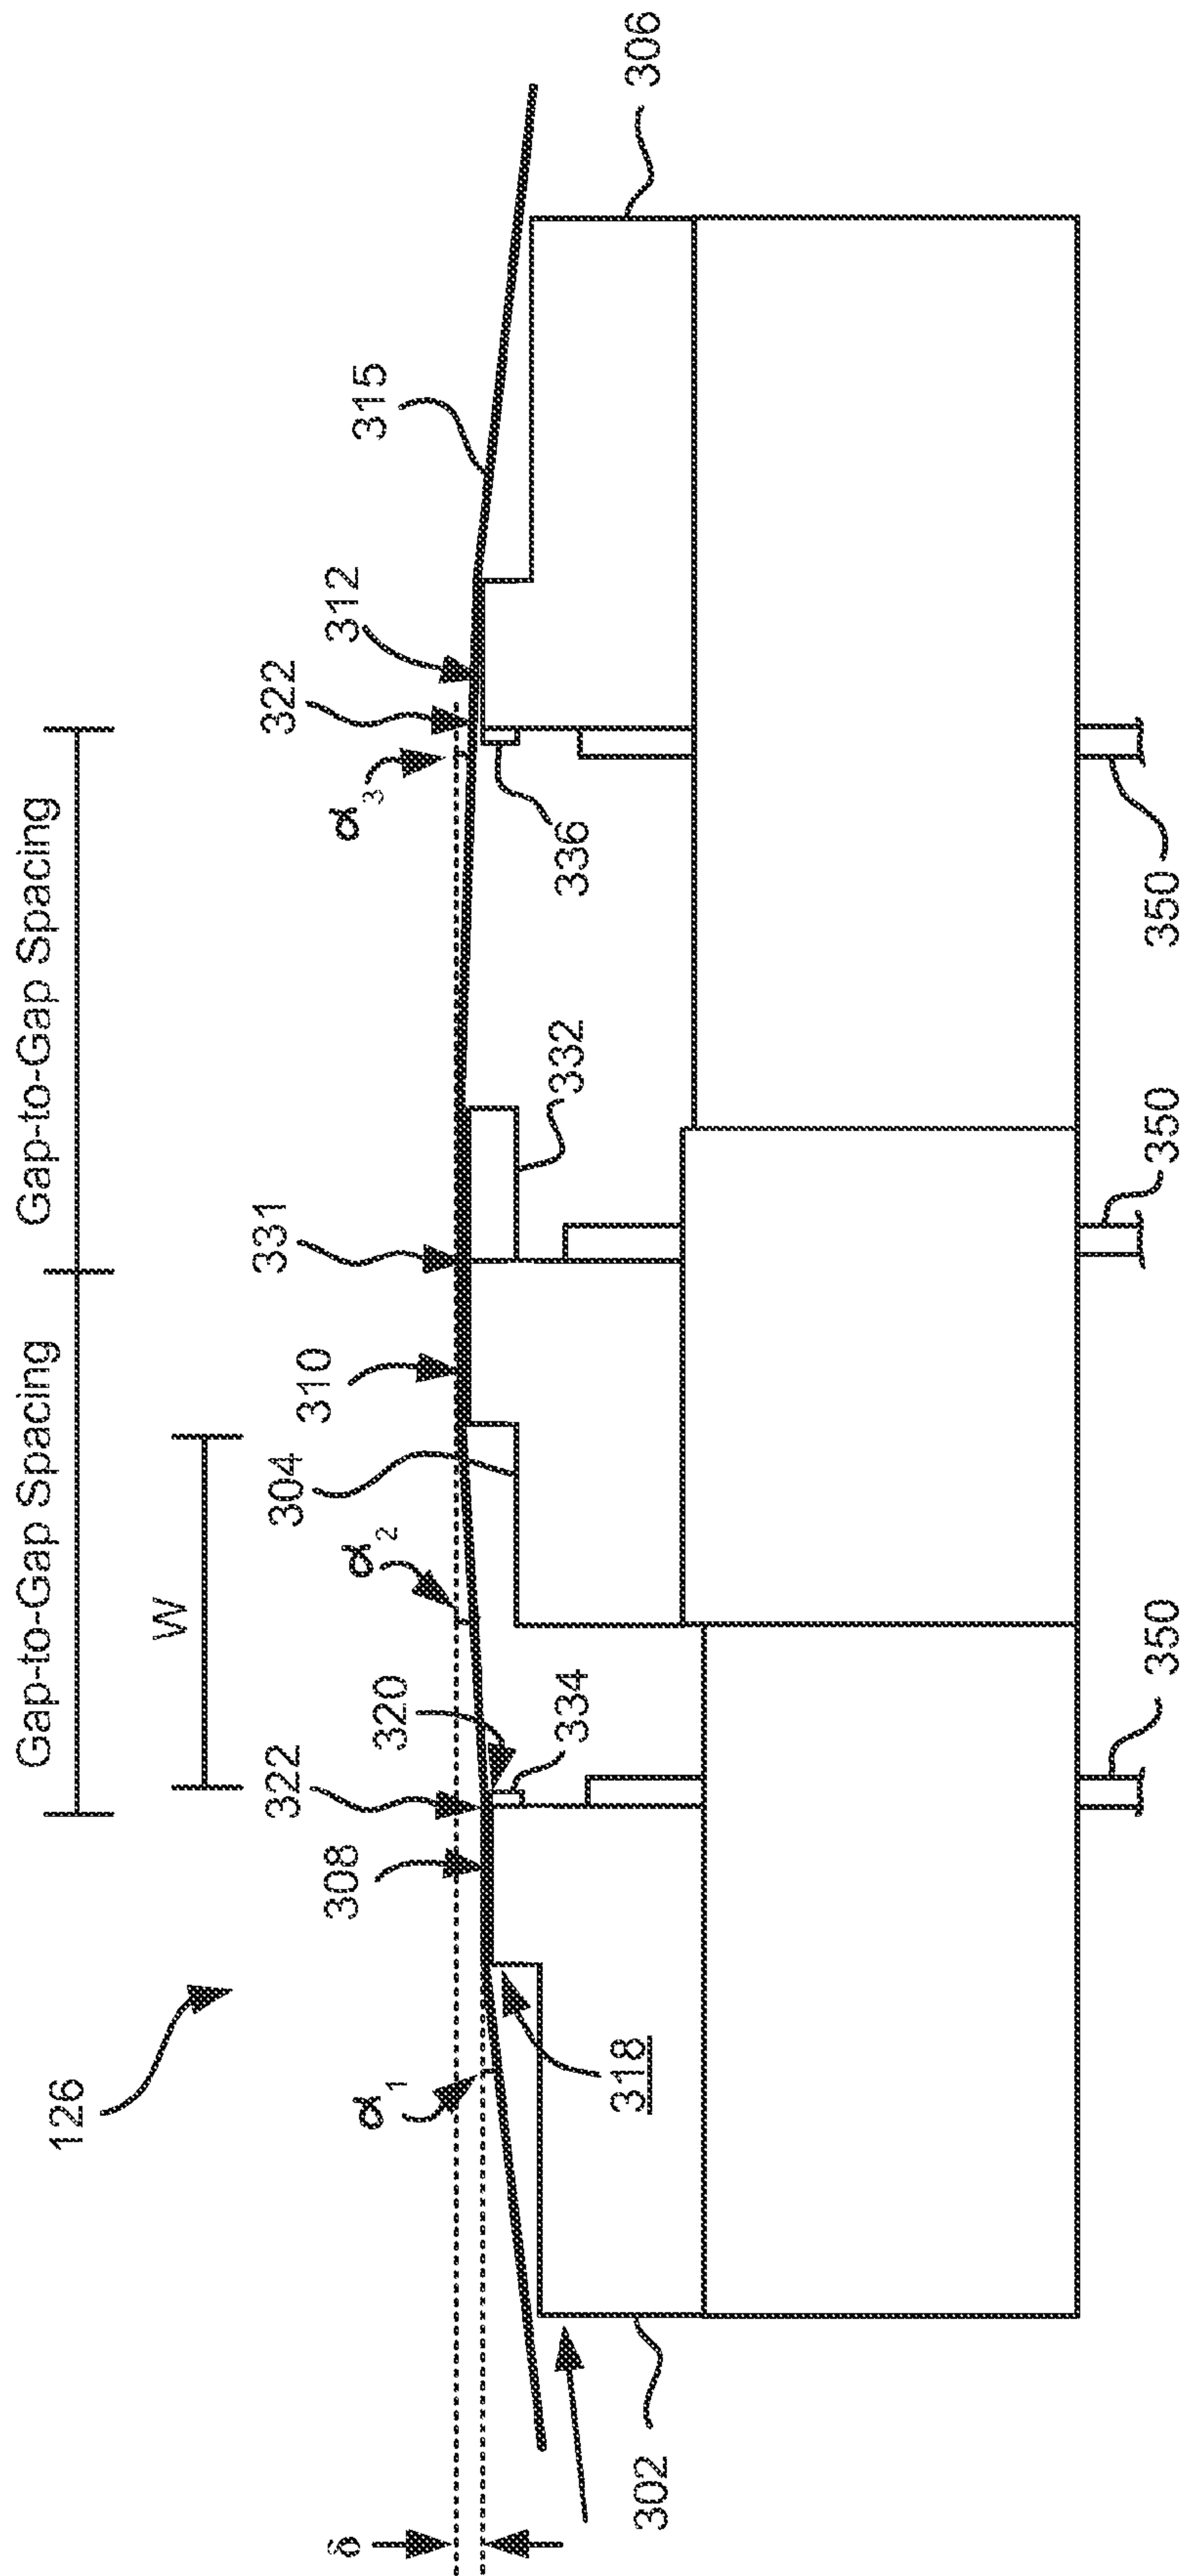 Gap-to-Gap Spacing
Gap-to-Gap Spacing
W
126
δ
α1
308
322
320
α2
304
310
331
α3
322
312
315
318
334
332
336
302
306
350
350
350